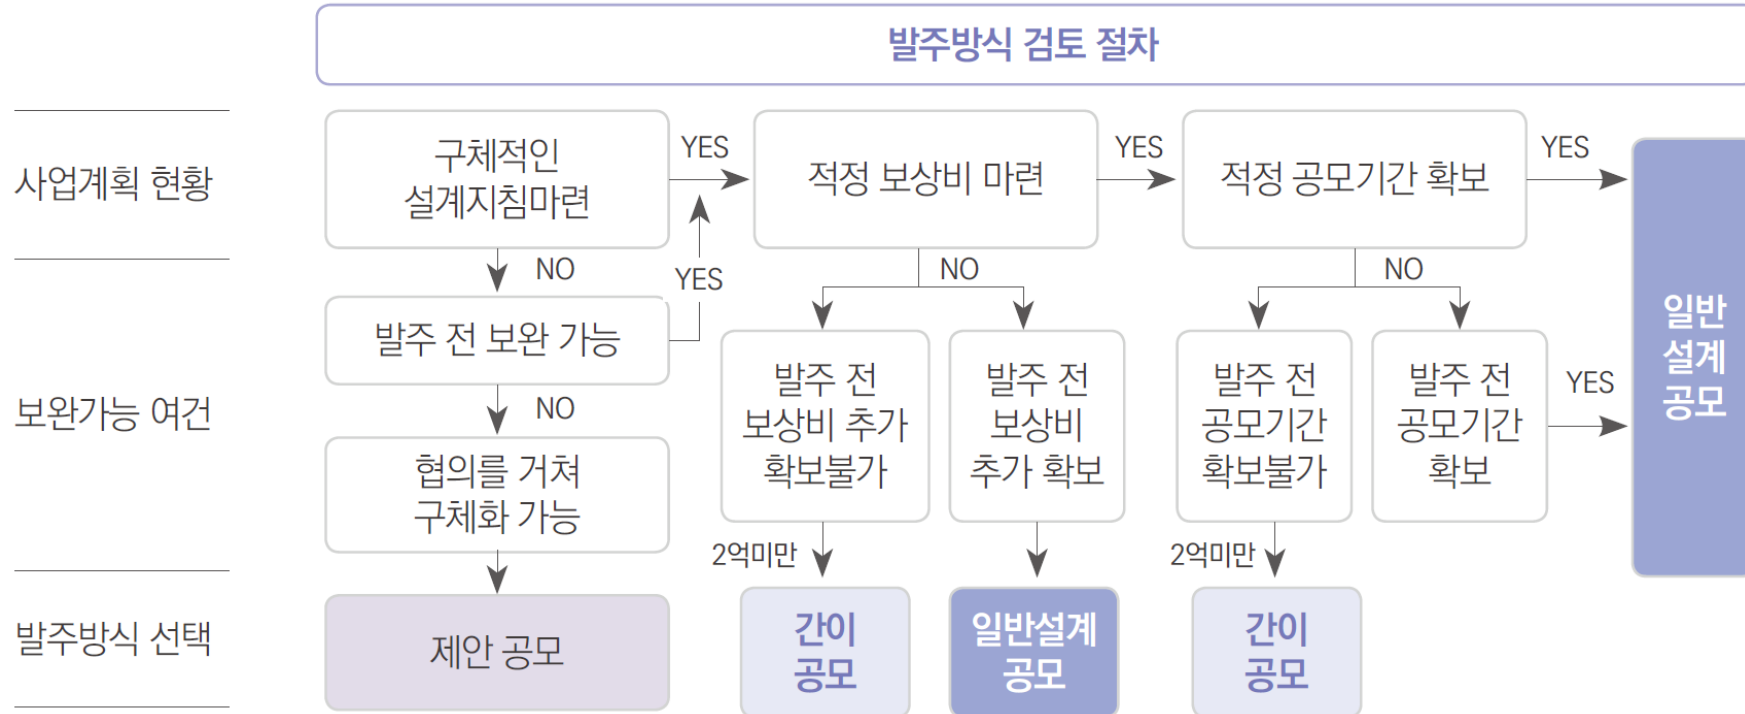 발주방식 검토 절차
사업계획 현황
구체적인
설계지침마련
YES
적정 보상비 마련
YES
적정 공모기간 확보
YES
NO
YES
NO
NO
보완가능 여건
발주 전 보완 가능
NO
협의를 거쳐
구체화 가능
발주 전
보상비 추가
확보불가
발주 전
보상비
추가 확보
발주 전
공모기간
확보불가
발주 전
공모기간
확보
YES
일반
설계
공모
2억미만
2억미만
발주방식 선택
제안 공모
간이
공모
일반설계
공모
간이
공모